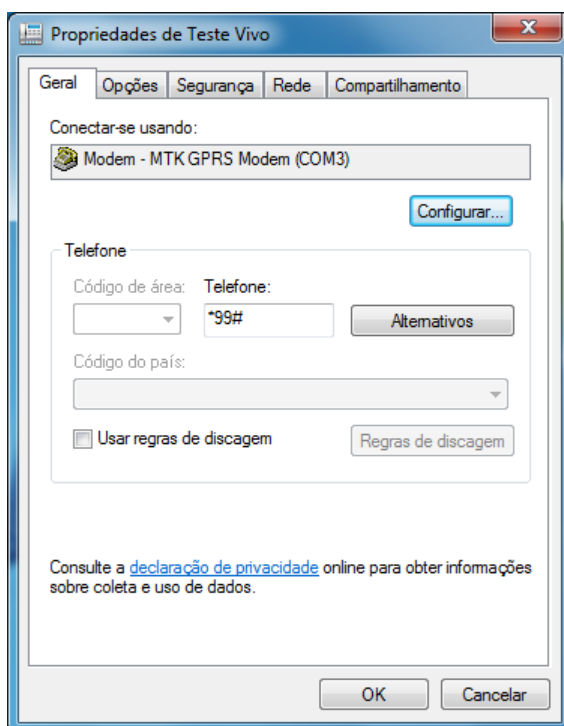 Propriedades de Teste Vivo
Geral Opções Segurança Rede Compartilhamento
Conectar-se usando:
Modem - MTK GPRS Modem (COM3)
Configurar...
Telefone
Código de área: Telefone:
*99#
Alternativos
Código do país:
Usar regras de discagem
Regras de discagem
Consulte a declaração de privacidade online para obter informações
sobre coleta e uso de dados.
OK Cancelar